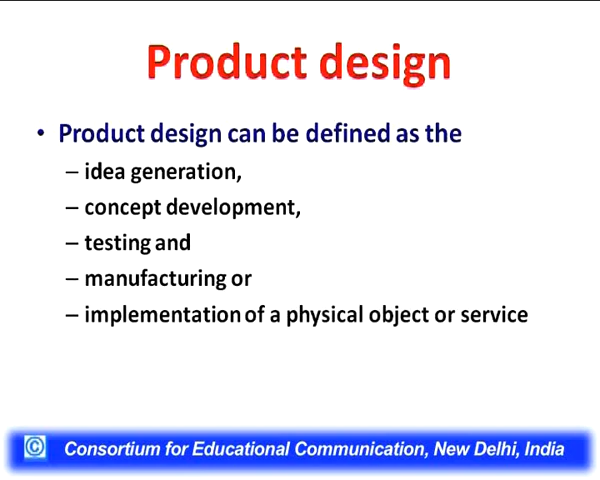 Product design
• Product design can be defined as the
– idea generation,
– concept development,
– testing and
– manufacturing or
– implementation of a physical object or service
© Consortium for Educational Communication, New Delhi, India